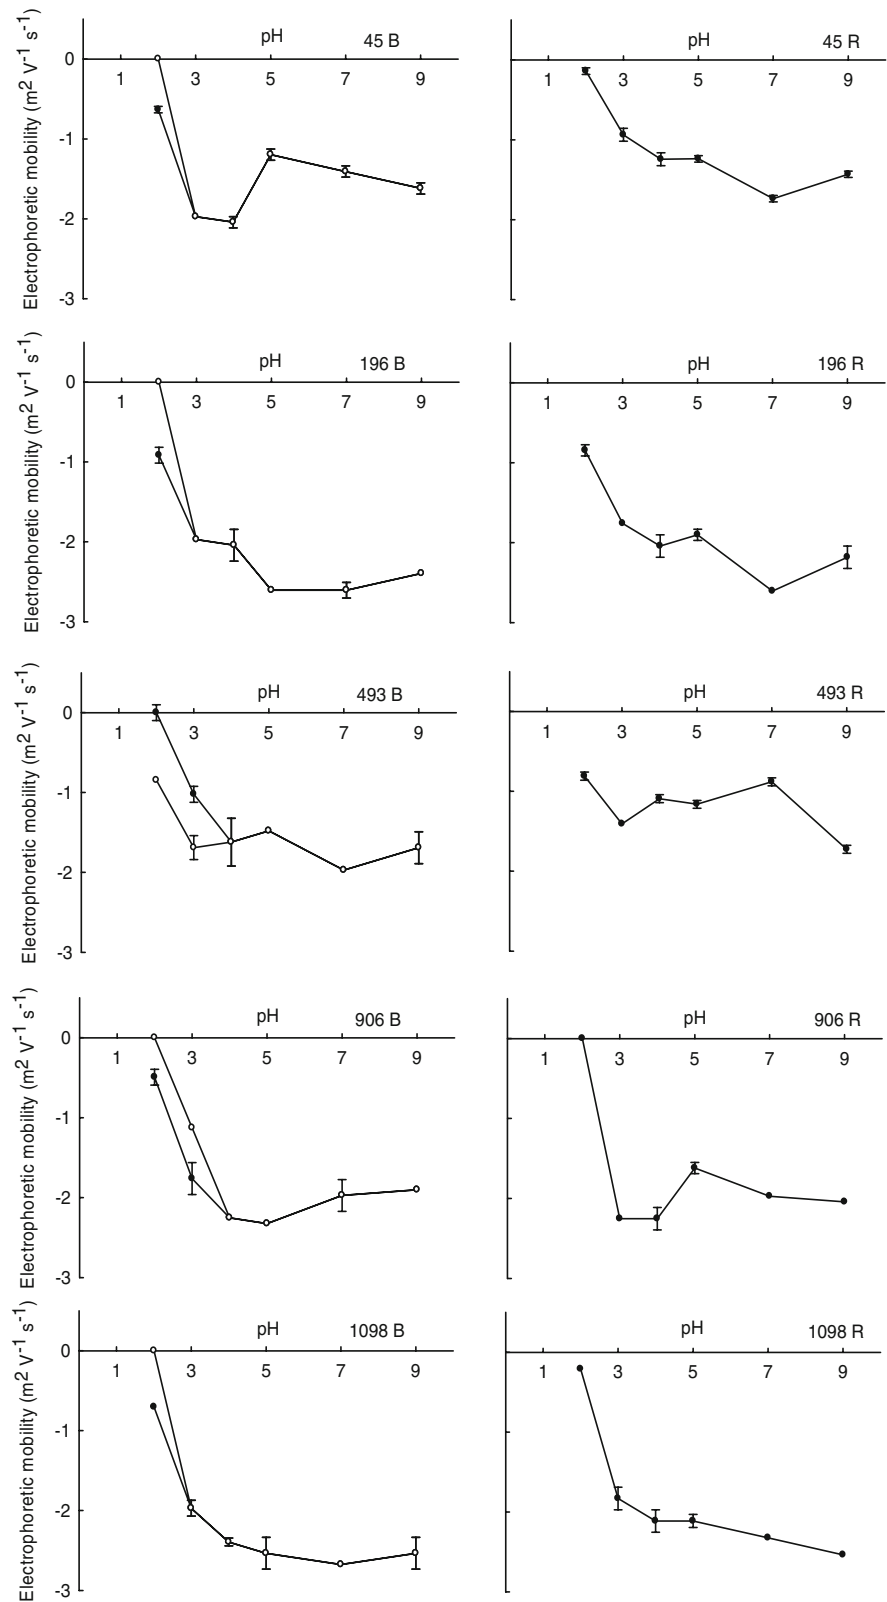 Electrophoretic mobility (m2 V-1 s-1)
pH 45 B
0
1 3 5 7 9
-1
-2
-3
pH 45 R
1 3 5 7 9
Electrophoretic mobility (m2 V-1 s-1)
pH 196 B
0
1 3 5 7 9
-1
-2
-3
pH 196 R
1 3 5 7 9
Electrophoretic mobility (m2 V-1 s-1)
pH 493 B
0
1 3 5 7 9
-1
-2
-3
pH 493 R
1 3 5 7 9
Electrophoretic mobility (m2 V-1 s-1)
pH 906 B
0
1 3 5 7 9
-1
-2
-3
pH 906 R
1 3 5 7 9
Electrophoretic mobility (m2 V-1 s-1)
pH 1098 B
0
1 3 5 7 9
-1
-2
-3
pH 1098 R
1 3 5 7 9